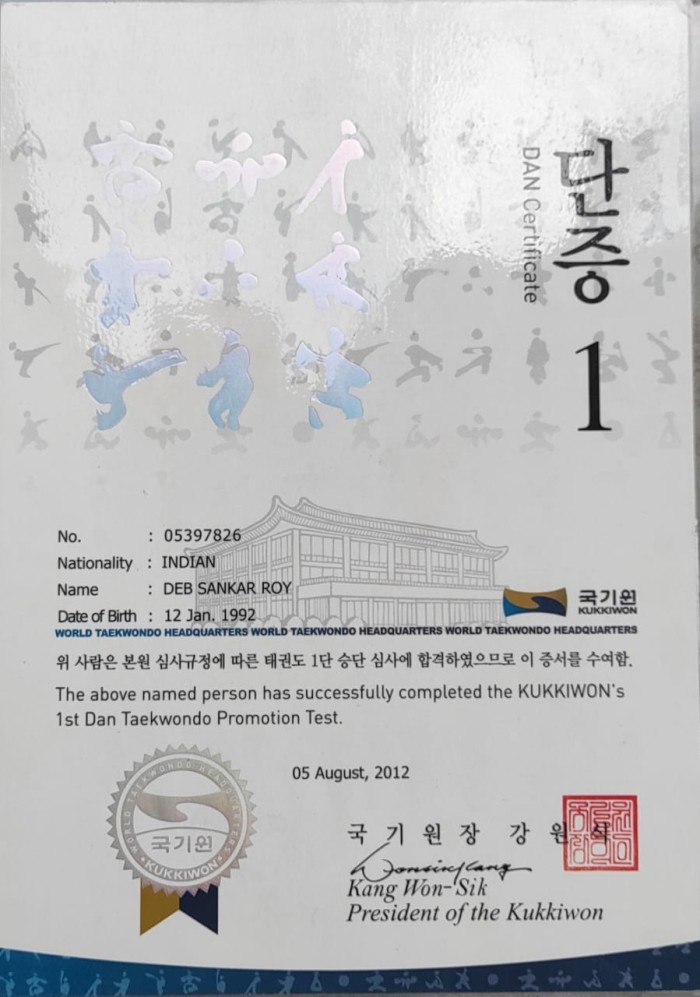 단증
DAN Certificate
1
No. : 05397826
Nationality : INDIAN
Name : DEB SANKAR ROY
Date of Birth : 12 Jan. 1992
국기원
KUKKIWON
WORLD TAEKWONDO HEADQUARTERS WORLD TAEKWONDO HEADQUARTERS WORLD TAEKWONDO HEADQUARTERS
위 사람은 본원 심사규정에 따른 태권도 1단 승단 심사에 합격하였으므로 이 증서를 수여함.
The above named person has successfully completed the KUKKIWON's
1st Dan Taekwondo Promotion Test.
05 August, 2012
WORLD TAEKWONDO HEADQUARTERS
국기원
·KUKKIWON·
국 기 원 장 강 원 식
Kang Won-Sik
President of the Kukkiwon